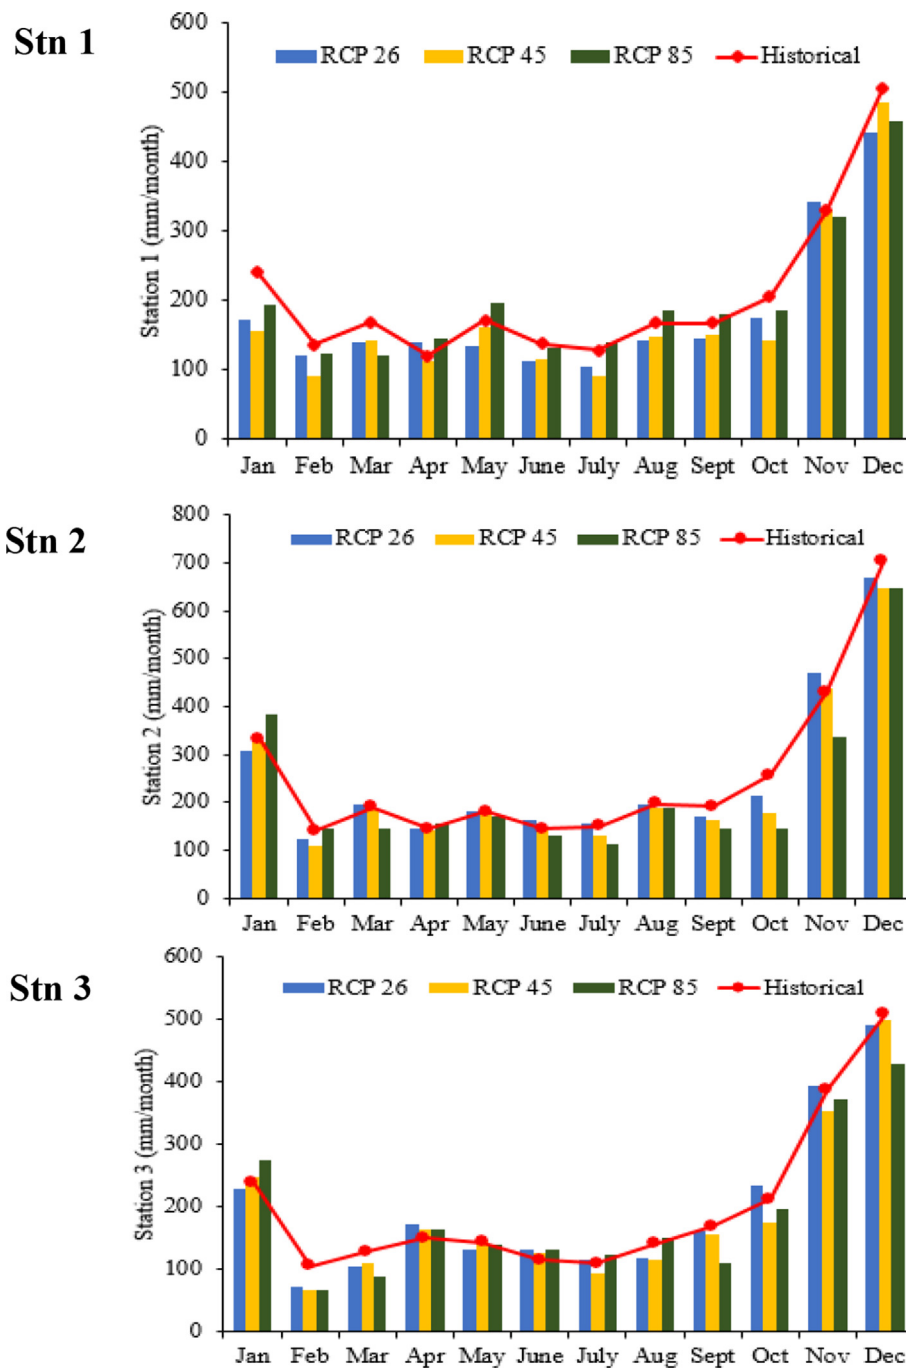 Stn 1
RCP 26 RCP 45 RCP 85 Historical
Station 1 (mm/month)
600
500
400
300
200
100
0
Jan Feb Mar Apr May June July Aug Sept Oct Nov Dec
Stn 2
RCP 26 RCP 45 RCP 85 Historical
Station 2 (mm/month)
800
700
600
500
400
300
200
100
0
Jan Feb Mar Apr May June July Aug Sept Oct Nov Dec
Stn 3
RCP 26 RCP 45 RCP 85 Historical
Station 3 (mm/month)
600
500
400
300
200
100
0
Jan Feb Mar Apr May June July Aug Sept Oct Nov Dec